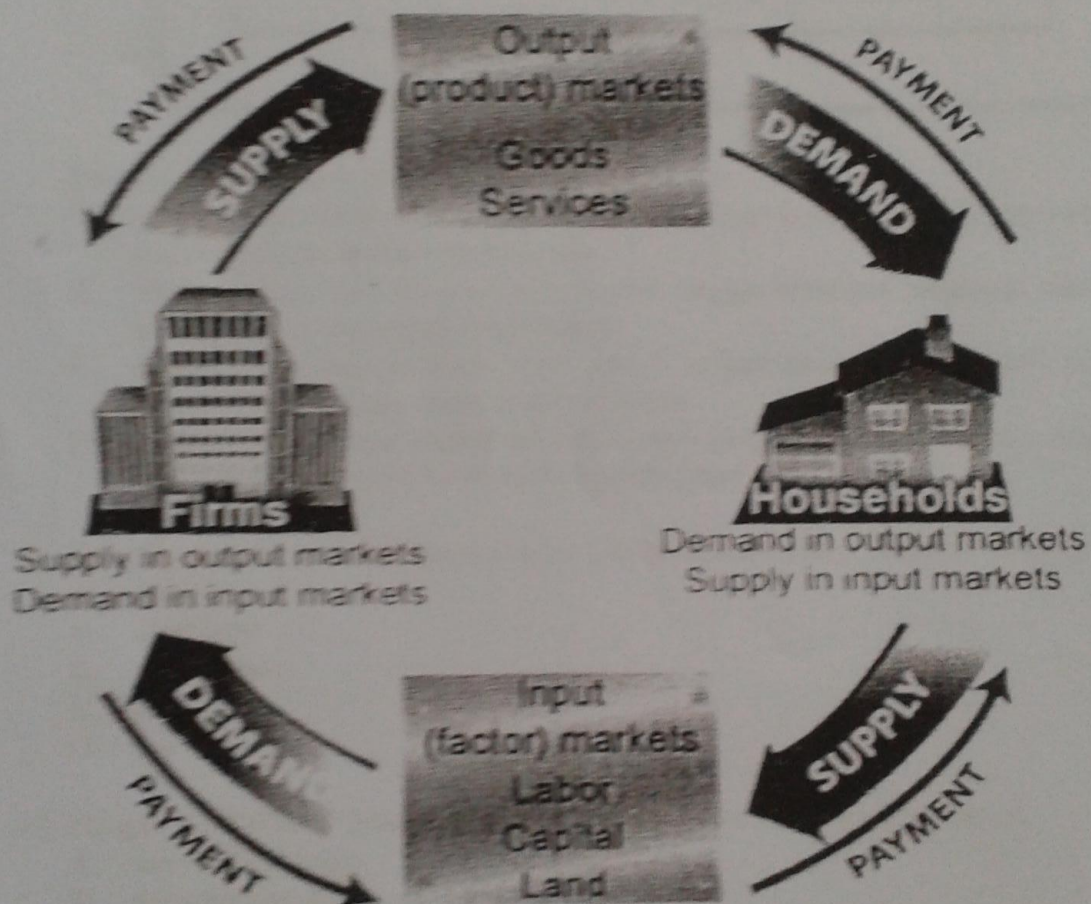 PAYMENT
SUPPLY
Output
(product) markets
Goods
Services
PAYMENT
DEMAND
Firms
Supply in output markets
Demand in input markets
Households
Demand in output markets
Supply in input markets
DEMAND
PAYMENT
Input
(factor) markets
Labor
Capital
Land
SUPPLY
PAYMENT